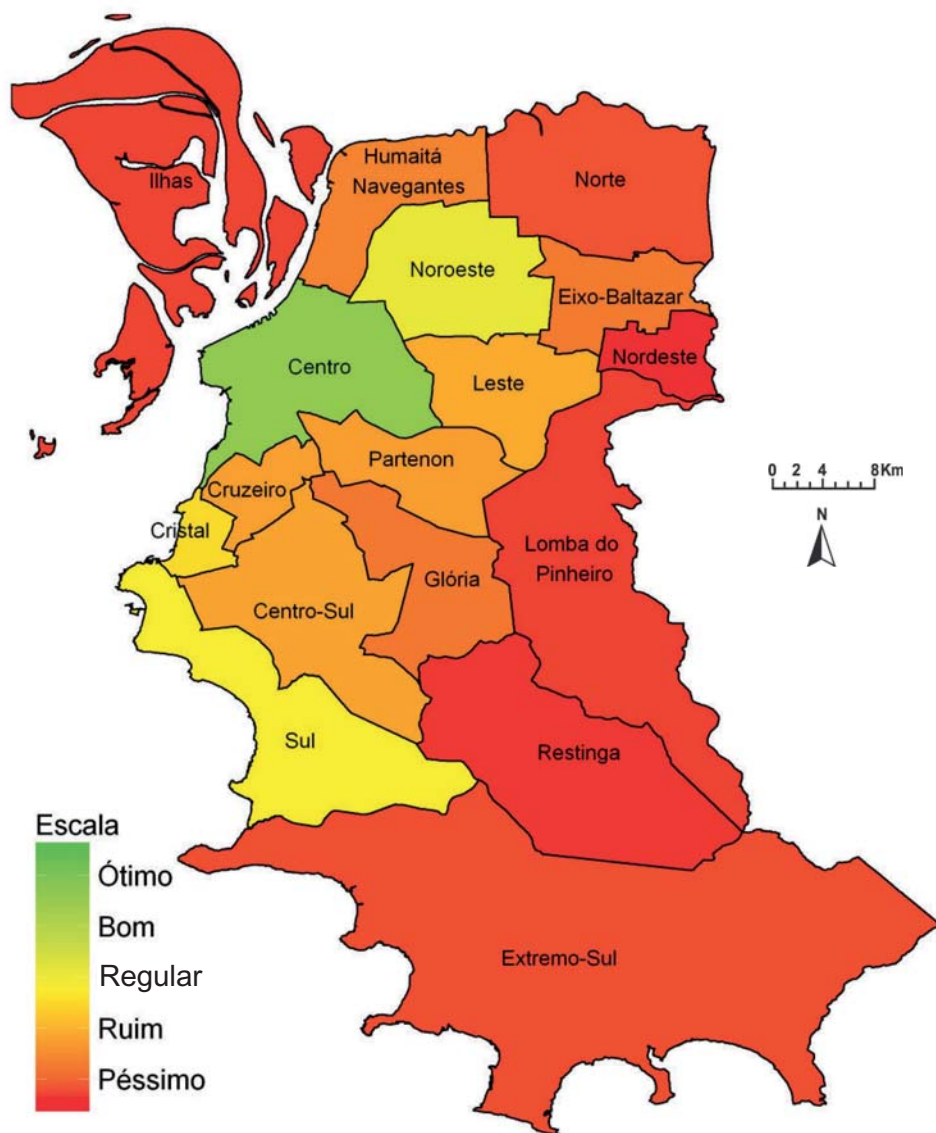 Humaitá
Navegantes
Ilhas
Norte
Noroeste
Eixo-Baltazar
Nordeste
Centro
Leste
Partenon
Cruzeiro
0 2 4 8Km
N
Cristal
Lomba do
Pinheiro
Glória
Centro-Sul
Sul
Restinga
Escala
Ótimo
Bom
Regular
Ruim
Péssimo
Extremo-Sul